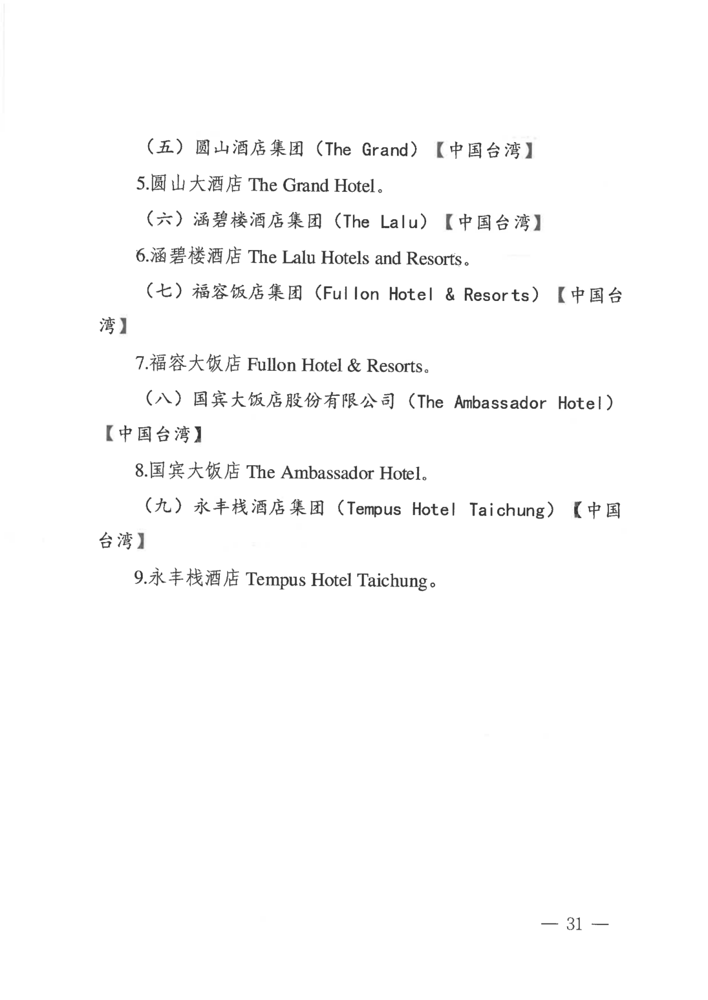 （五）圆山酒店集团（The Grand）【中国台湾】
5.圆山大酒店 The Grand Hotel。
（六）涵碧楼酒店集团（The Lalu）【中国台湾】
6.涵碧楼酒店 The Lalu Hotels and Resorts。
（七）福容饭店集团（Fullon Hotel & Resorts）【中国台
湾】
7.福容大饭店 Fullon Hotel & Resorts。
（八）国宾大饭店股份有限公司（The Ambassador Hotel）
【中国台湾】
8.国宾大饭店 The Ambassador Hotel。
（九）永丰栈酒店集团（Tempus Hotel Taichung）【中国
台湾】
9.永丰栈酒店 Tempus Hotel Taichung。
— 31 —